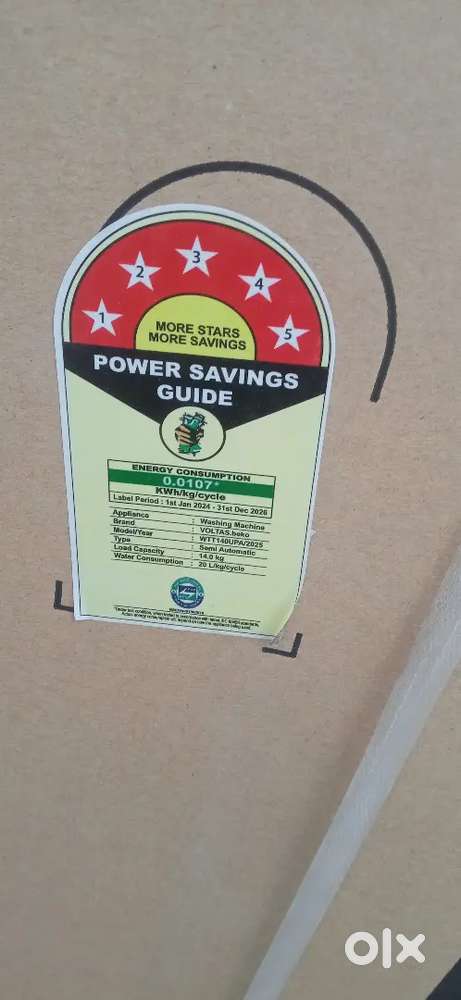 1 2 3 4 5
MORE STARS
MORE SAVINGS
POWER SAVINGS
GUIDE
ENERGY CONSUMPTION
0.0107*
KWh/kg/cycle
Label Period : 1st Jan 2024 - 31st Dec 2026
Appliance : Washing Machine
Brand : VOLTAS.beko
Model/Year : WTT140UPA/2025
Type : Semi Automatic
Load Capacity : 14.0 kg
Water Consumption : 20 L/kg/cycle
olx